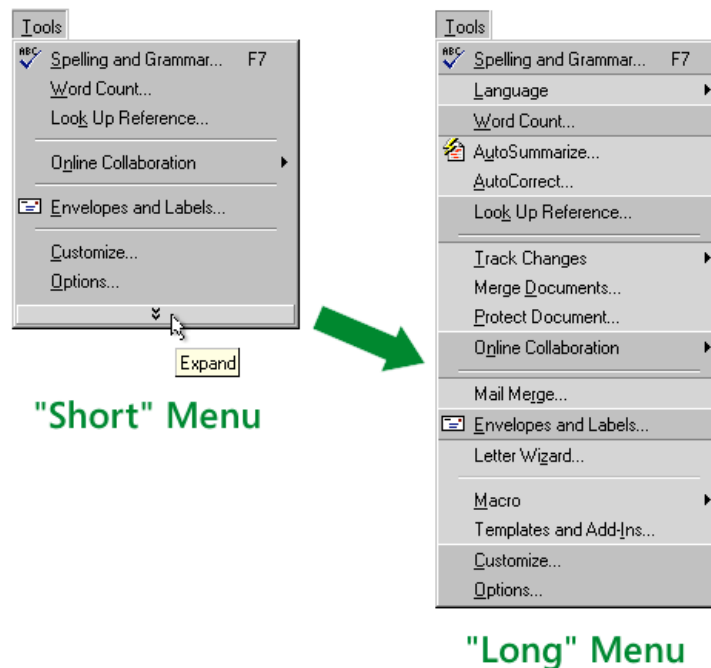 Tools
ABC Spelling and Grammar... F7
Word Count...
Look Up Reference...
Online Collaboration
Envelopes and Labels...
Customize...
Options...
Expand
"Short" Menu
Tools
ABC Spelling and Grammar... F7
Language
Word Count...
AutoSummarize...
AutoCorrect...
Look Up Reference...
Track Changes
Merge Documents...
Protect Document...
Online Collaboration
Mail Merge...
Envelopes and Labels...
Letter Wizard...
Macro
Templates and Add-Ins...
Customize...
Options...
"Long" Menu